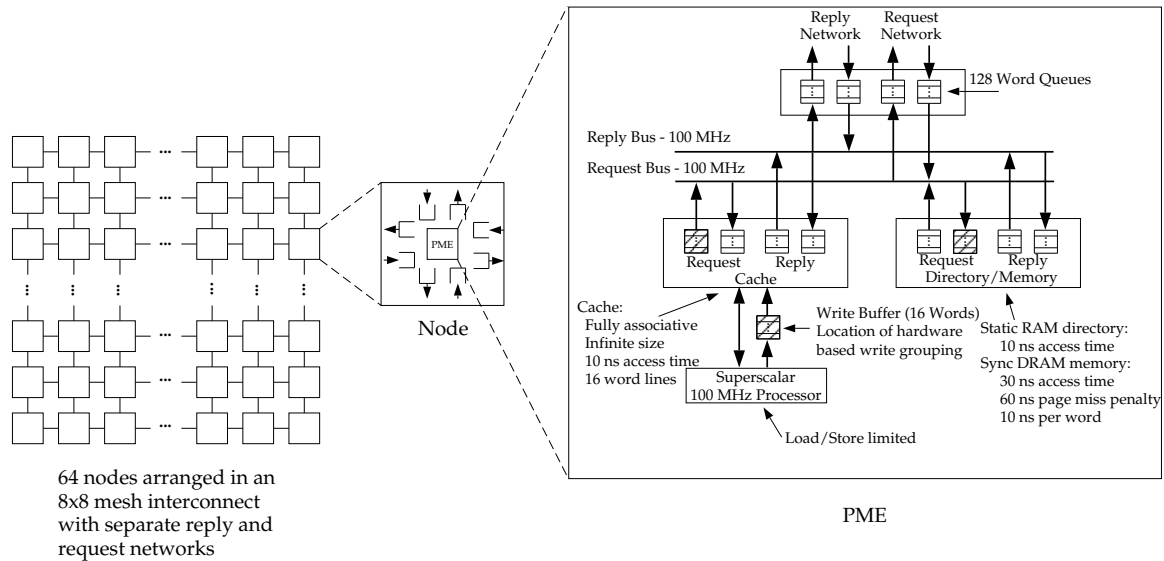 Reply
Network
Request
Network
128 Word Queues
Reply Bus - 100 MHz
Request Bus - 100 MHz
PME
Node
Request
Reply
Cache
Request
Reply
Directory/Memory
Cache:
Fully associative
Infinite size
10 ns access time
16 word lines
Write Buffer (16 Words)
Location of hardware
based write grouping
Static RAM directory:
10 ns access time
Sync DRAM memory:
30 ns access time
60 ns page miss penalty
10 ns per word
Superscalar
100 MHz Processor
Load/Store limited
64 nodes arranged in an
8x8 mesh interconnect
with separate reply and
request networks
PME